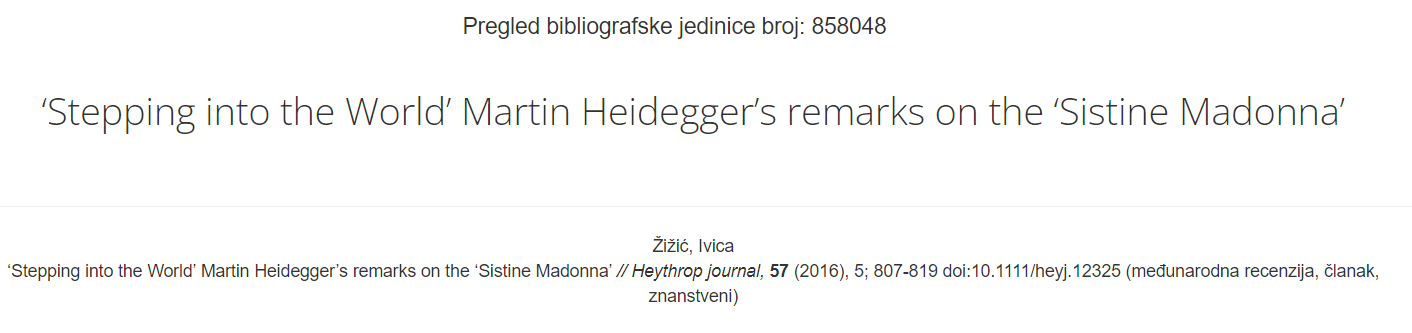 Pregled bibliografske jedinice broj: 858048
‘Stepping into the World’ Martin Heidegger’s remarks on the ‘Sistine Madonna’
Žižić, Ivica
‘Stepping into the World’ Martin Heidegger’s remarks on the ‘Sistine Madonna’ // Heythrop journal, 57 (2016), 5; 807-819 doi:10.1111/heyj.12325 (međunarodna recenzija, članak,
znanstveni)